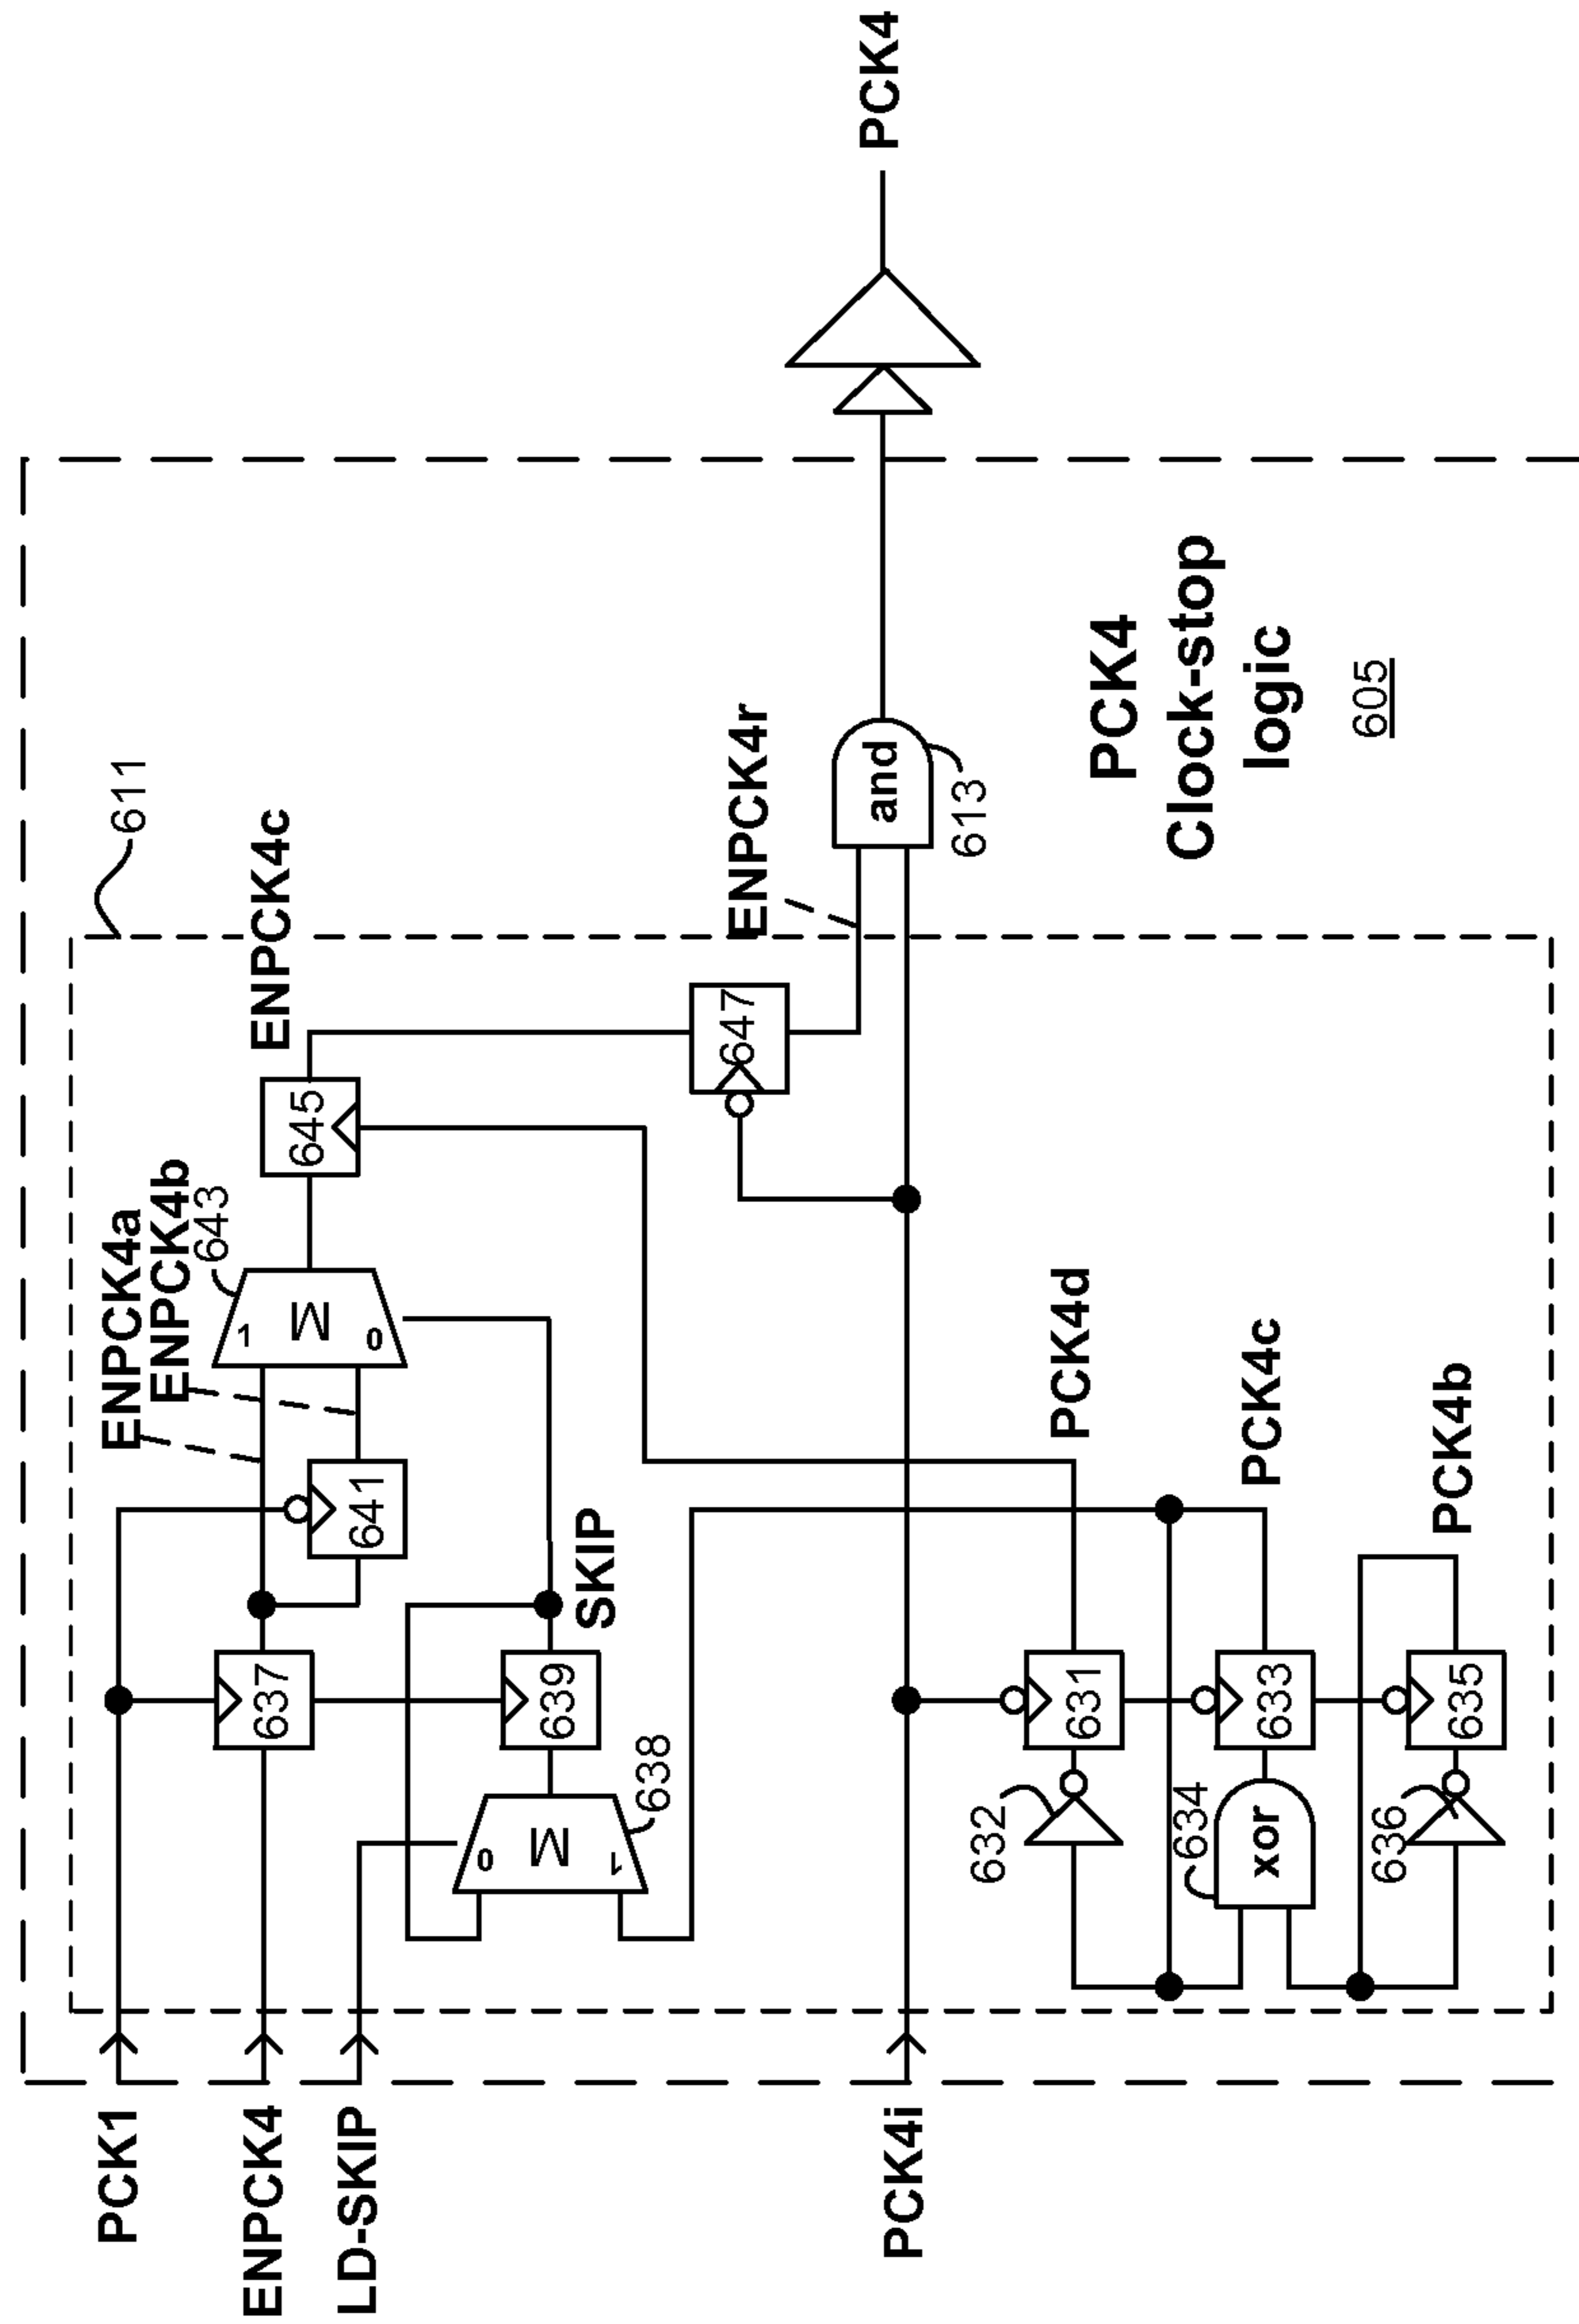 PCK1
ENPCK4
LD-SKIP
PCK4i
611
ENPCK4a
ENPCK4b
643
ENPCK4c
637
641
1
M
0
645
639
SKIP
0
M
1
638
647
ENPCK4r
and
613
PCK4
631
632
PCK4d
633
634
xor
PCK4c
635
636
PCK4b
PCK4
Clock-stop
logic
605